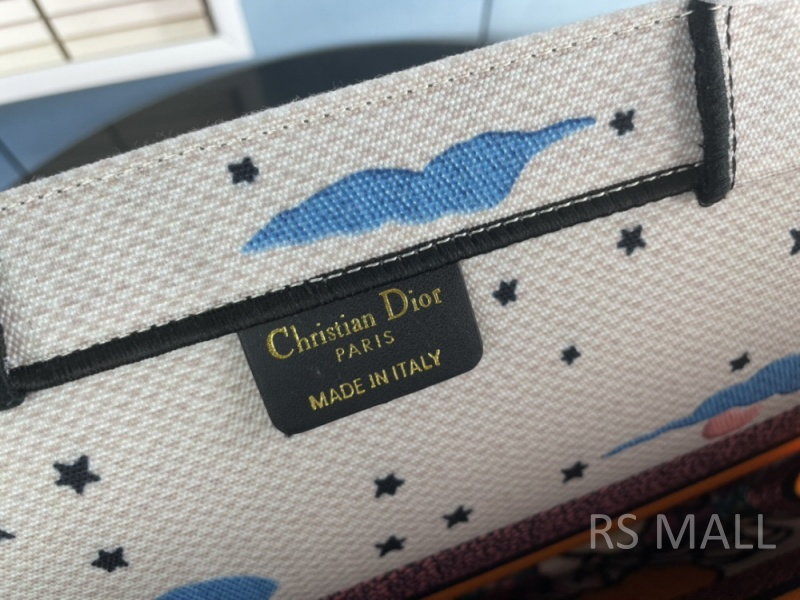 Christian Dior
PARIS
MADE IN ITALY
RS MALL